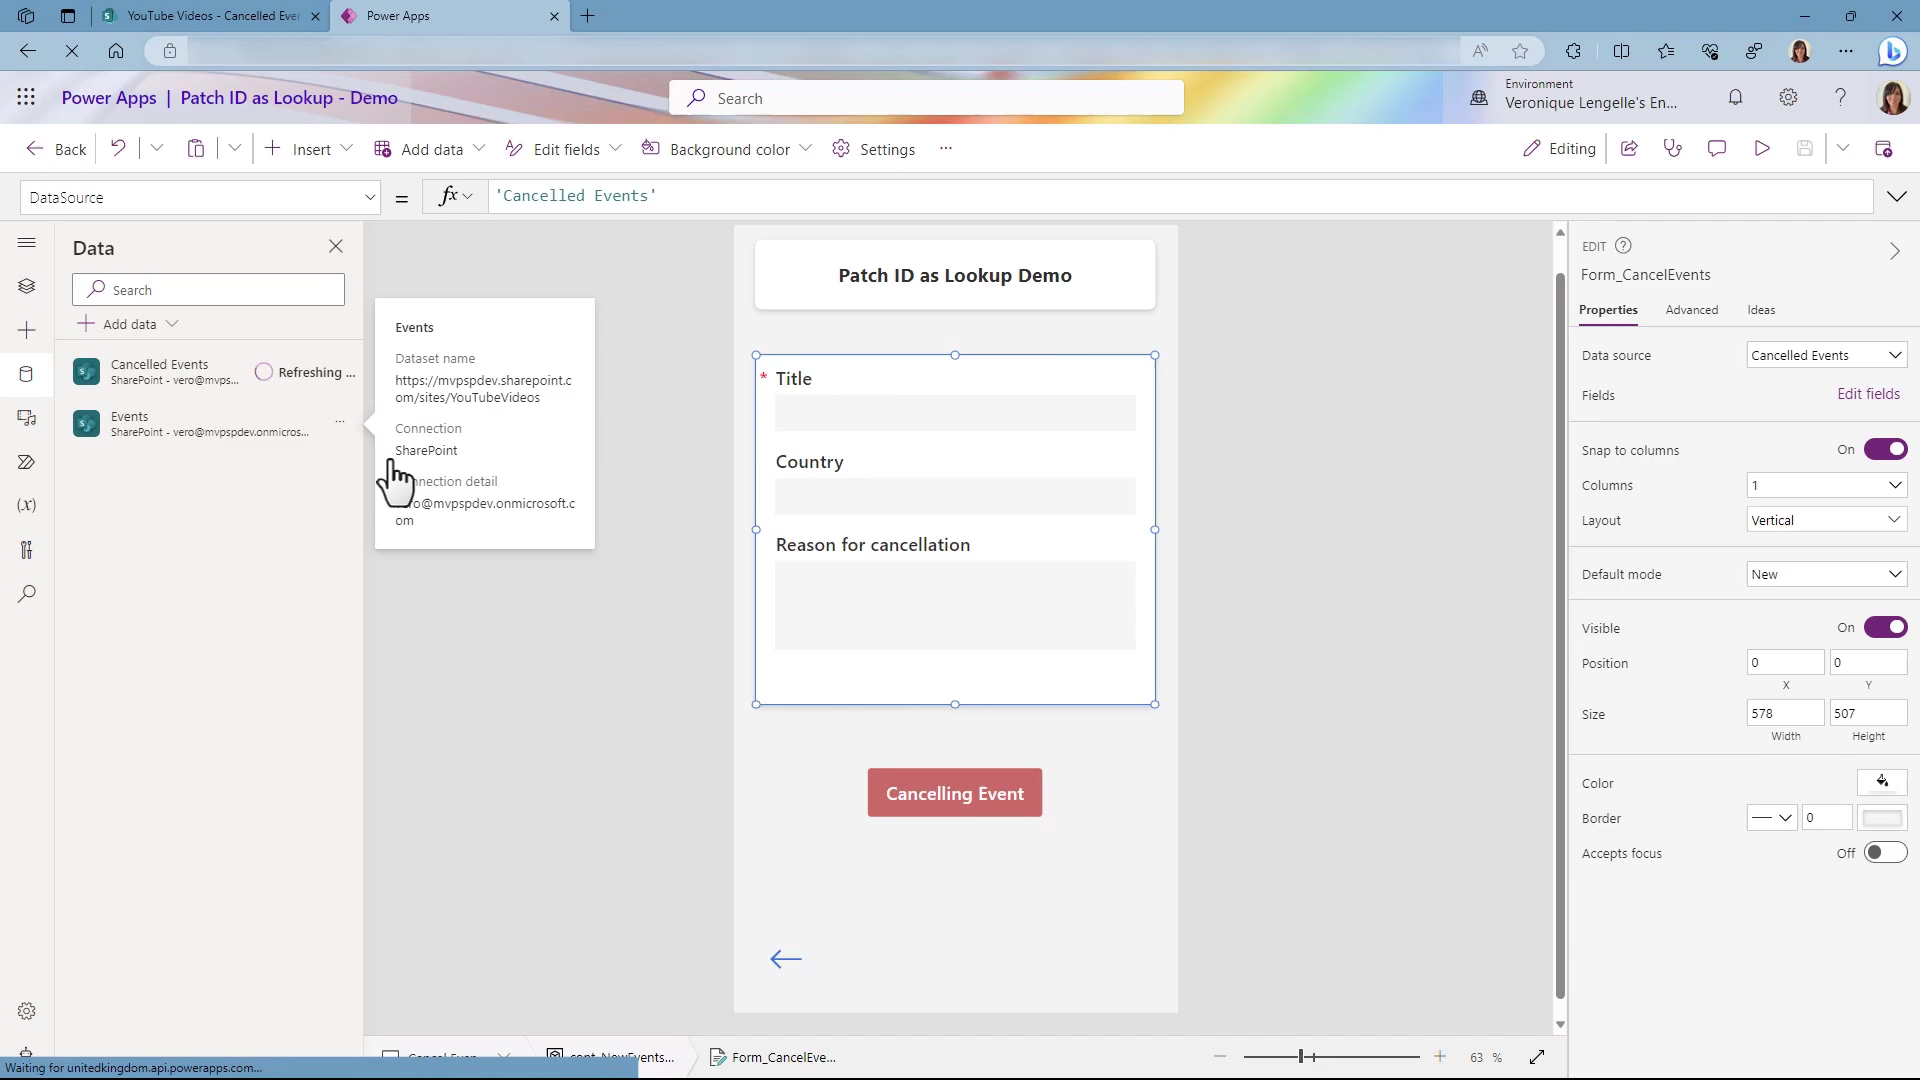 YouTube Videos - Cancelled Ever
Power Apps
Power Apps | Patch ID as Lookup - Demo
Search
Environment
Veronique Lengelle's En...
Back
Insert
Add data
Edit fields
Background color
Settings
Editing
DataSource
=
fx
'Cancelled Events'
Data
Search
Add data
Cancelled Events
SharePoint - vero@mvps...
Refreshing ...
Events
SharePoint - vero@mvpspdev.onmicros...
Events
Dataset name
https://mvpspdev.sharepoint.c
om/sites/YouTubeVideos
Connection
SharePoint
nnection detail
ero@mvpspdev.onmicrosoft.c
om
Patch ID as Lookup Demo
* Title
Country
Reason for cancellation
Cancelling Event
EDIT
Form_CancelEvents
Properties
Advanced
Ideas
Data source
Cancelled Events
Fields
Edit fields
Snap to columns
On
Columns
1
Layout
Vertical
Default mode
New
Visible
On
Position
0
0
X
Y
Size
578
507
Width
Height
Color
Border
0
Accepts focus
Off
Form_CancelEve...
63 %
Waiting for unitedkingdom.api.powerapps.com...